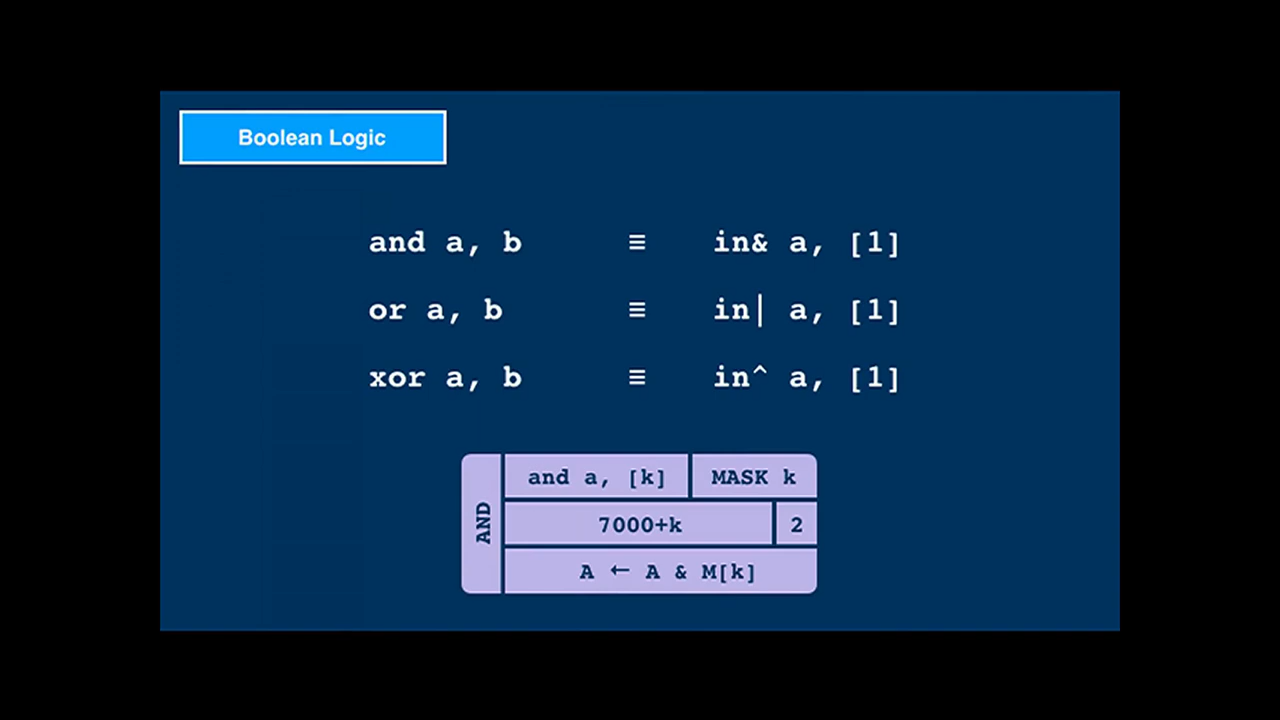 Boolean Logic
and a, b ≡ in& a, [1]
or a, b ≡ in| a, [1]
xor a, b ≡ in^ a, [1]
AND
and a, [k] MASK k
7000+k 2
A ← A & M[k]